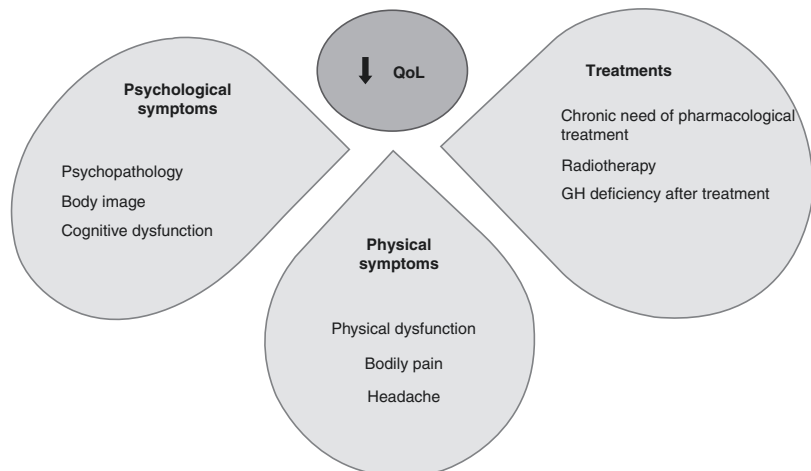 QoL
Psychological
symptoms
Psychopathology
Body image
Cognitive dysfunction
Physical
symptoms
Physical dysfunction
Bodily pain
Headache
Treatments
Chronic need of pharmacological
treatment
Radiotherapy
GH deficiency after treatment